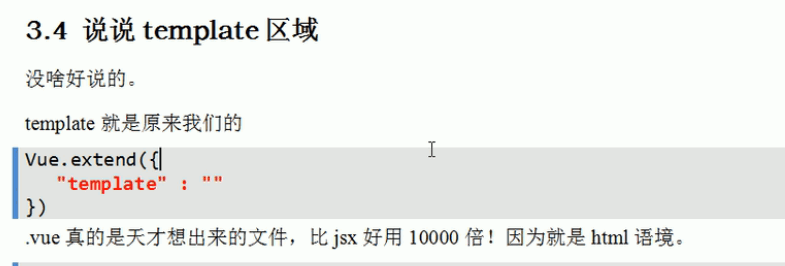 3.4 说说 template 区域
没啥好说的。
template 就是原来我们的
Vue.extend({
"template" : ""
})
.vue 真的是天才想出来的文件，比 jsx 好用 10000 倍！因为就是 html 语境。